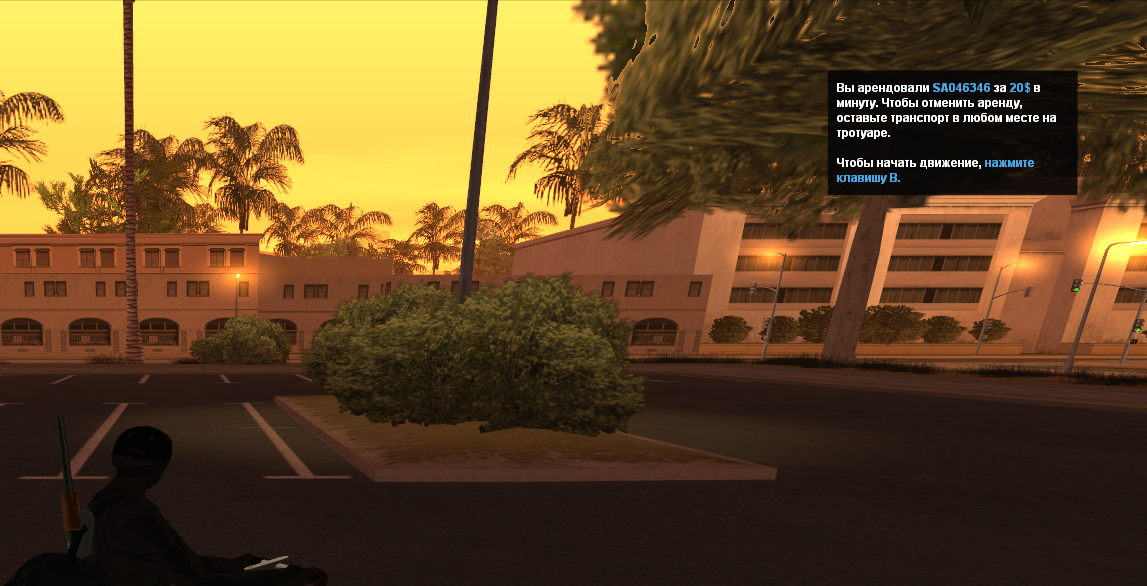 Вы арендовали SA046346 за 20$ в
минуту. Чтобы отменить аренду,
оставьте транспорт в любом месте на
тротуаре.
Чтобы начать движение, нажмите
клавишу B.